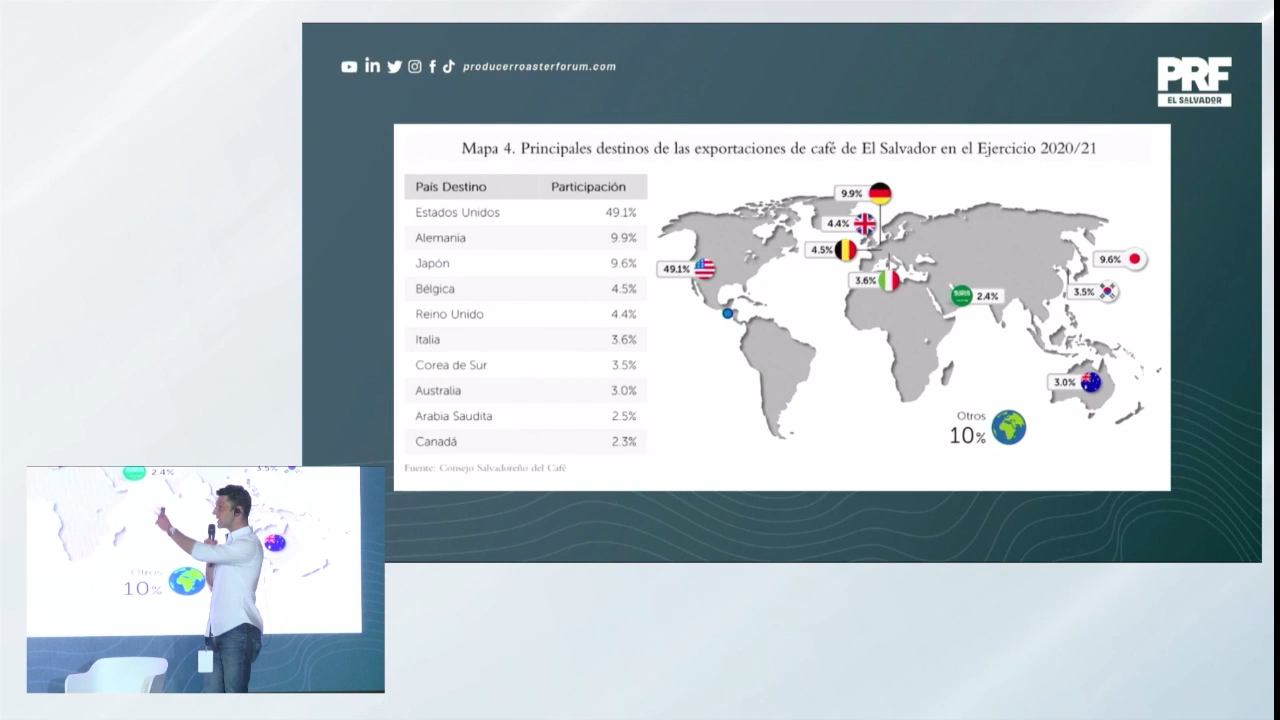 producerroasterforum.com
PRF
EL SALVADOR
Mapa 4. Principales destinos de las exportaciones de café de El Salvador en el Ejercicio 2020/21
País Destino Participación
Estados Unidos 49.1%
Alemania 9.9%
Japón 9.6%
Bélgica 4.5%
Reino Unido 4.4%
Italia 3.6%
Corea de Sur 3.5%
Australia 3.0%
Arabia Saudita 2.5%
Canadá 2.3%
Fuente: Consejo Salvadoreño del Café
9.9%
4.4%
4.5%
49.1%
3.6%
2.4%
9.6%
3.5%
3.0%
Otros
10%
2.4%
3.5%
Otros
10%